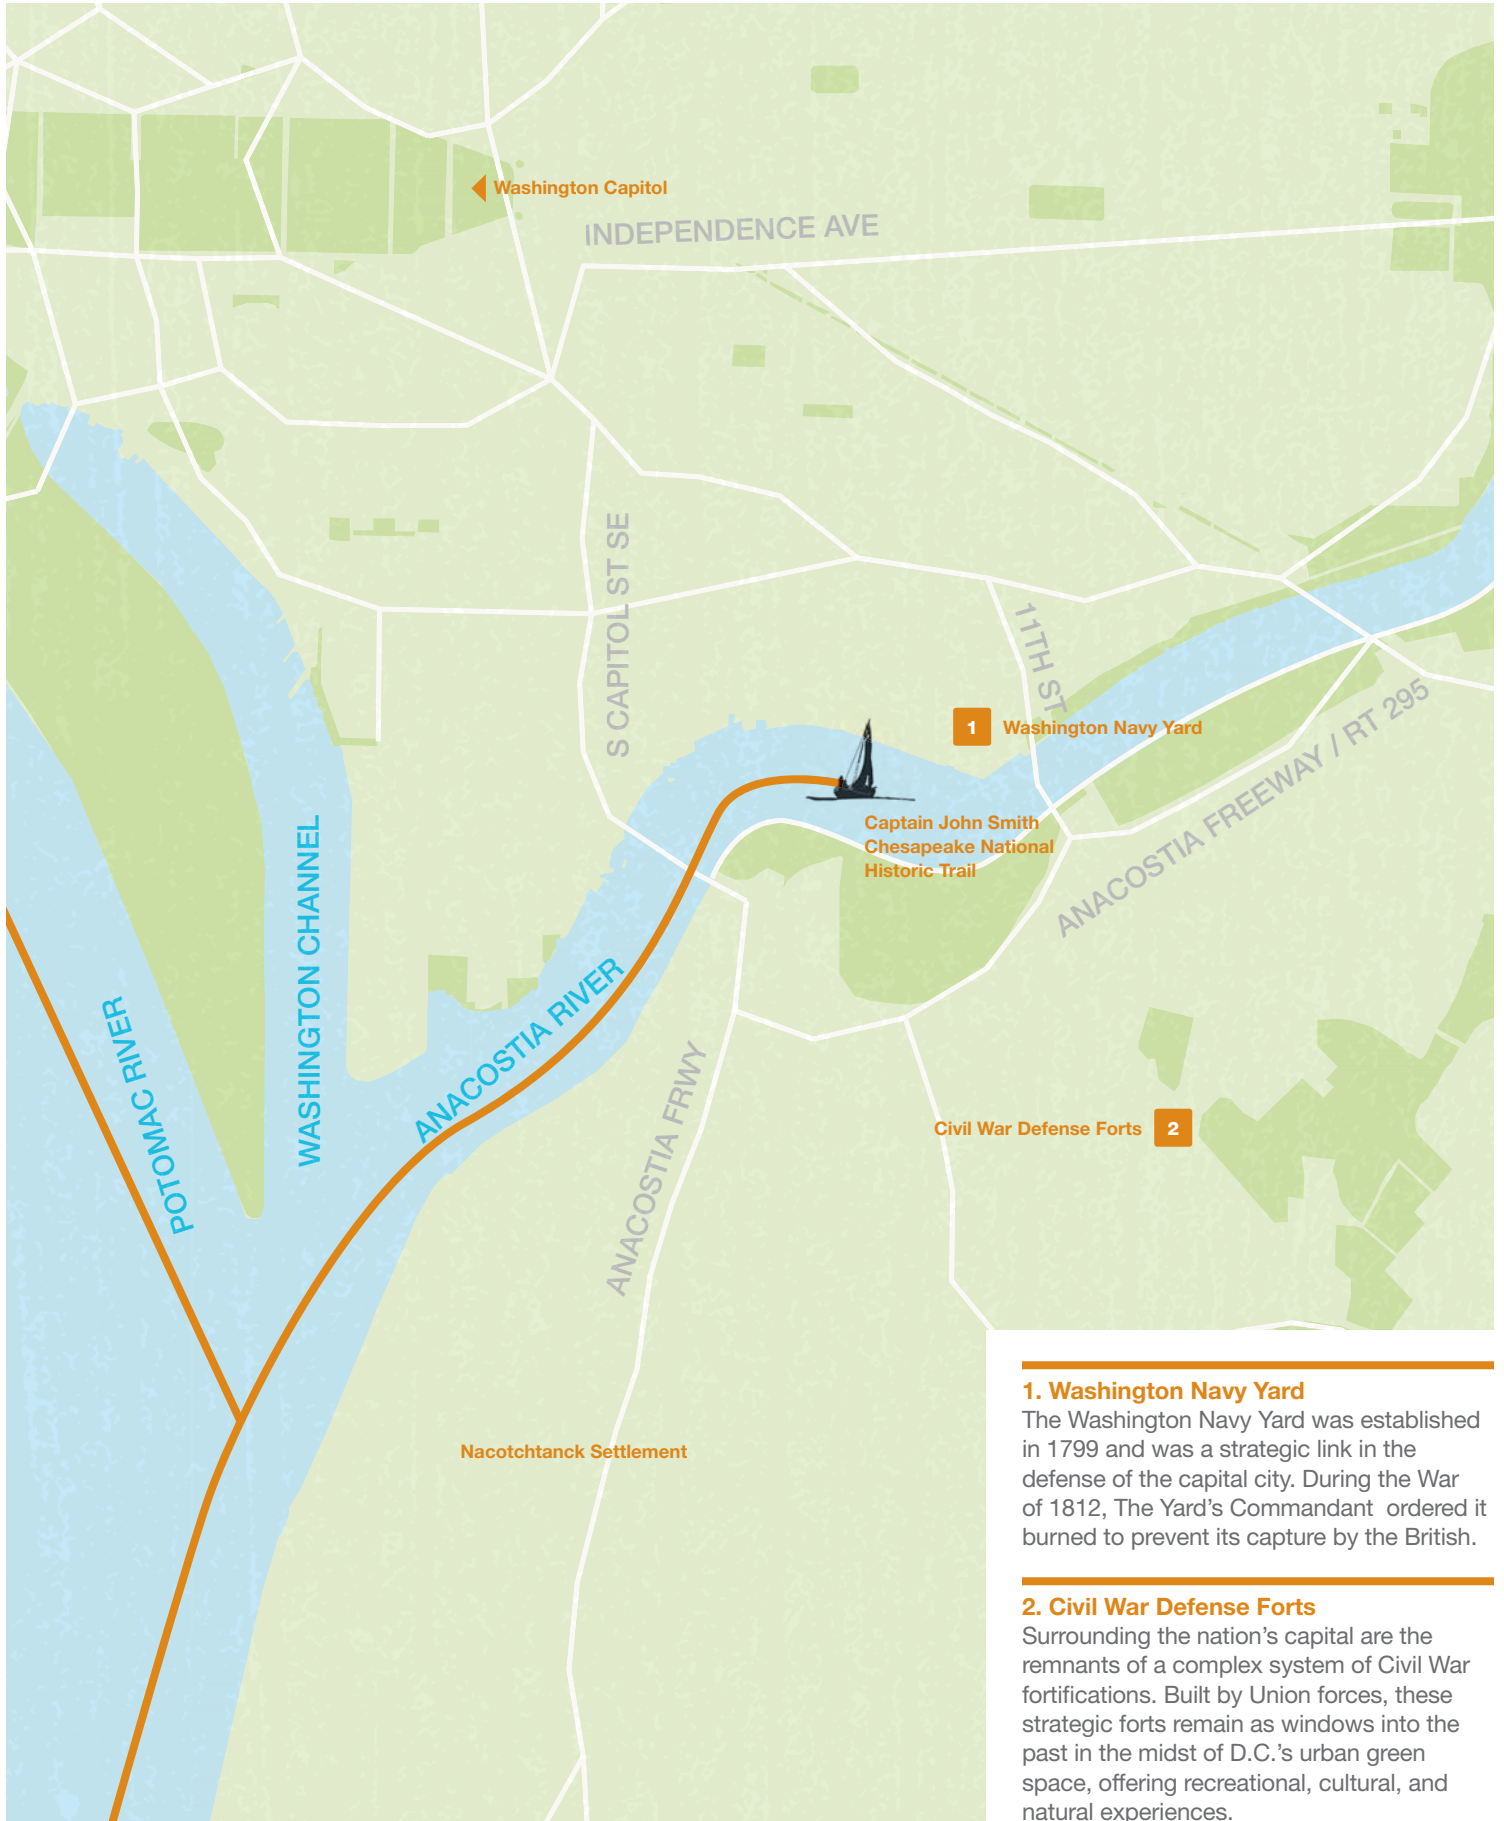 Washington Capitol
INDEPENDENCE AVE
S CAPITOL ST SE
11TH ST
1
Washington Navy Yard
ANACOSTIA FREEWAY / RT 295
Captain John Smith
Chesapeake National
Historic Trail
WASHINGTON CHANNEL
POTOMAC RIVER
ANACOSTIA RIVER
ANACOSTIA FRWY
Civil War Defense Forts
2
Nacotchtanck Settlement
1. Washington Navy Yard
The Washington Navy Yard was established
in 1799 and was a strategic link in the
defense of the capital city. During the War
of 1812, The Yard’s Commandant  ordered it
burned to prevent its capture by the British.
2. Civil War Defense Forts
Surrounding the nation’s capital are the
remnants of a complex system of Civil War
fortifications. Built by Union forces, these
strategic forts remain as windows into the
past in the midst of D.C.’s urban green
space, offering recreational, cultural, and
natural experiences.